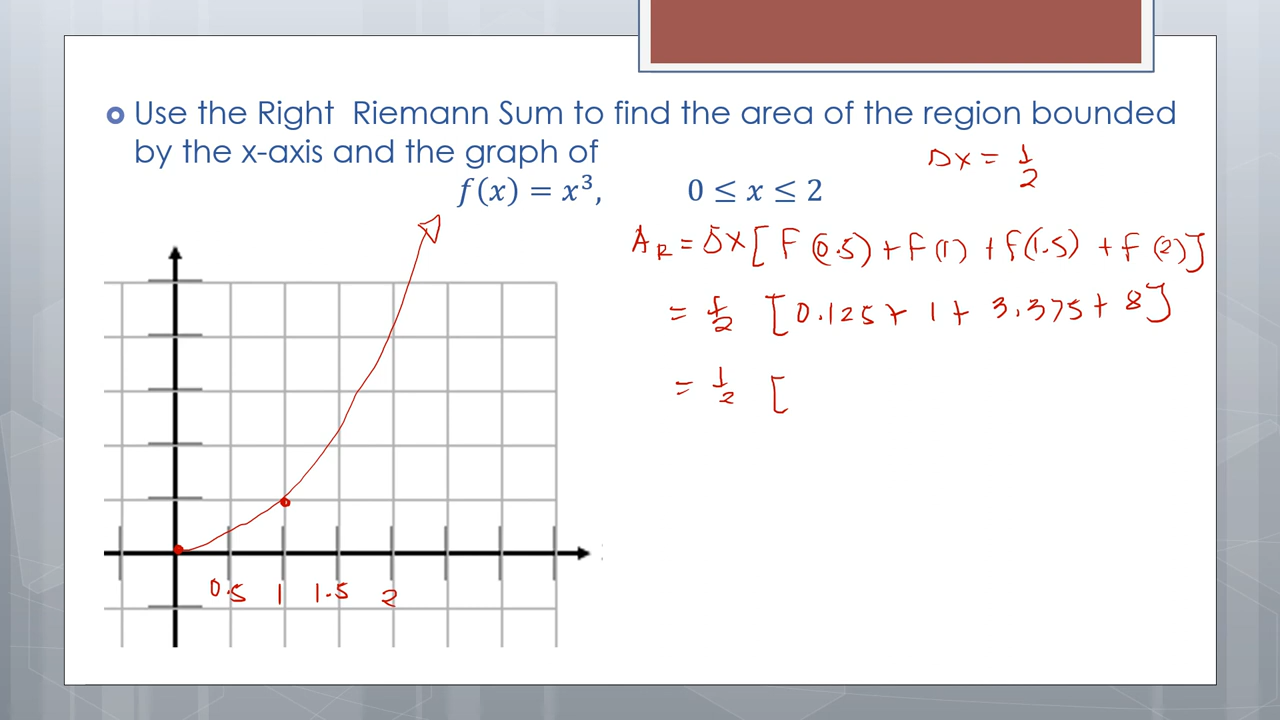 Use the Right Riemann Sum to find the area of the region bounded
by the x-axis and the graph of
Δx = 1/2
f(x) = x³, 0 ≤ x ≤ 2
A_R = Δx [ f(0.5) + f(1) + f(1.5) + f(2) ]
= 1/2 [ 0.125 + 1 + 3.375 + 8 ]
= 1/2 [
0.5 1 1.5 2